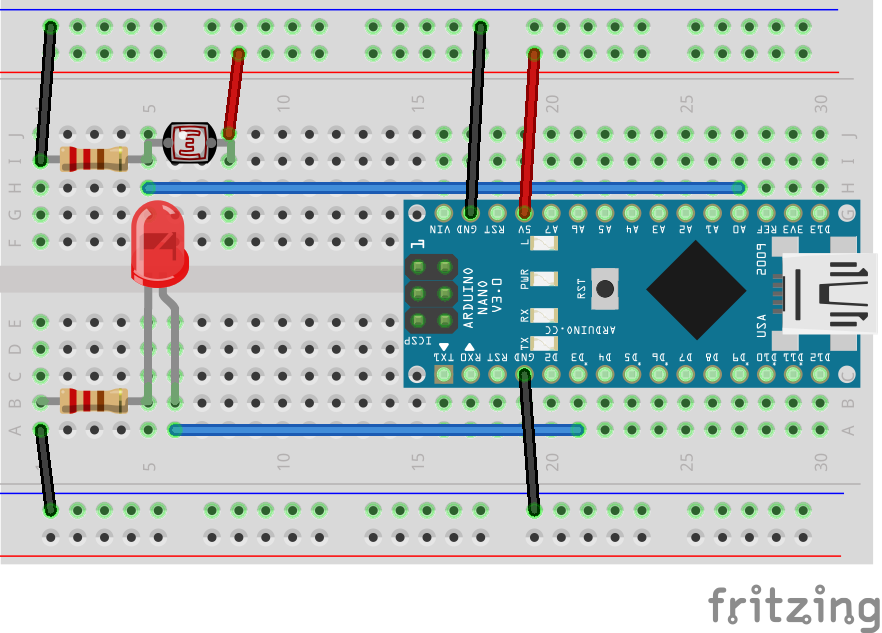 5 10 15 20 25 30
J J
I I
H H
G G
F
VIN GND RST 5V A7 A6 A5 A4 A3 A2 A1 A0 REF 3V3 D13
1
L
PWR
RX
TX
ARDUINO
NANO
V3.0
RST
ARDUINO.CC
2009
USA
ICSP
TX1 RX0 RST GND D2 D3 D4 D5 D6 D7 D8 D9 D10 D11 D12
E
D
C C
B B
A A
5 10 15 20 25 30
fritzing